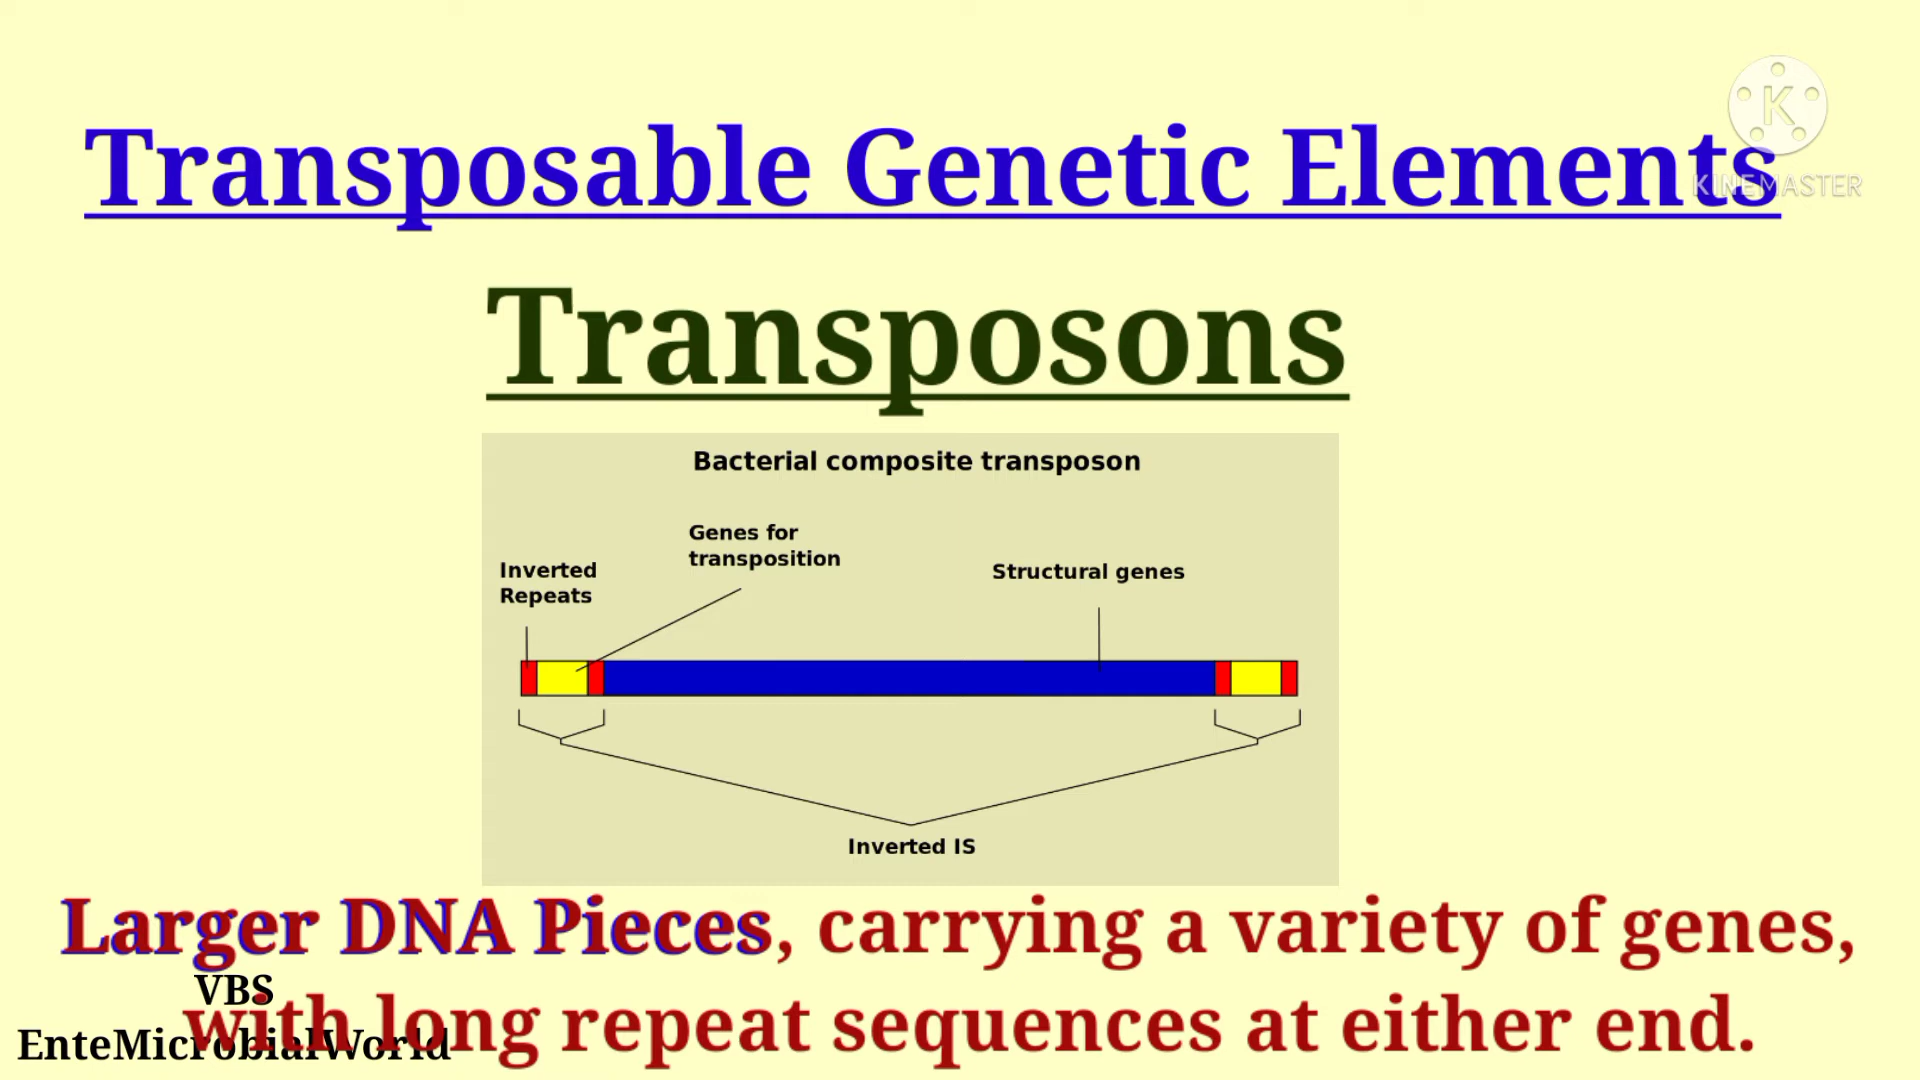 Transposable Genetic Elements
K
KINEMASTER
Transposons
Bacterial composite transposon
Genes for
transposition
Inverted
Repeats
Structural genes
Inverted IS
Larger DNA Pieces, carrying a variety of genes,
with long repeat sequences at either end.
VBS
EnteMicrobialWorld